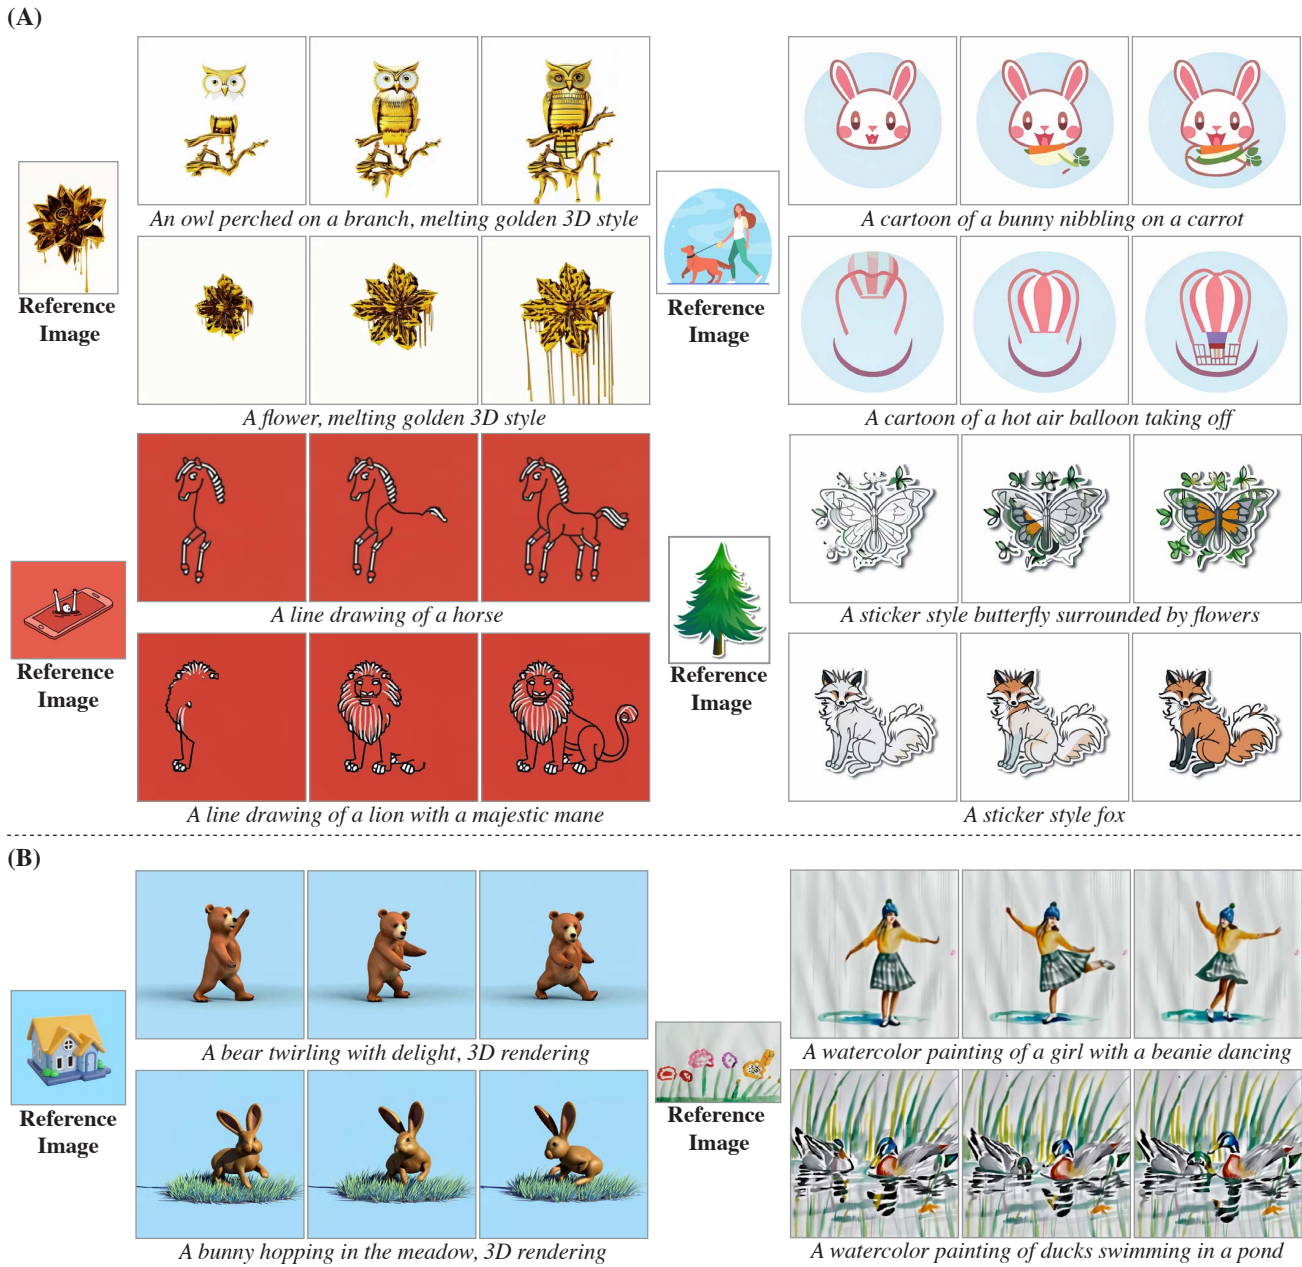 (A)
An owl perched on a branch, melting golden 3D style
A cartoon of a bunny nibbling on a carrot
Reference
Image
Reference
Image
A flower, melting golden 3D style
A cartoon of a hot air balloon taking off
A line drawing of a horse
A sticker style butterfly surrounded by flowers
Reference
Image
Reference
Image
A line drawing of a lion with a majestic mane
A sticker style fox
(B)
A bear twirling with delight, 3D rendering
A watercolor painting of a girl with a beanie dancing
Reference
Image
Reference
Image
A bunny hopping in the meadow, 3D rendering
A watercolor painting of ducks swimming in a pond